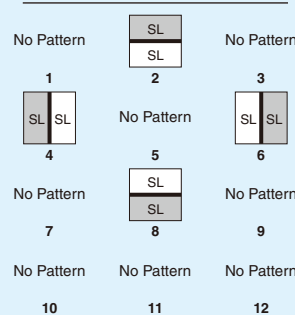 No Pattern SL No Pattern
SL
1 2 3
SL SL No Pattern SL SL
4 5 6
No Pattern SL No Pattern
SL
7 8 9
No Pattern No Pattern No Pattern
10 11 12